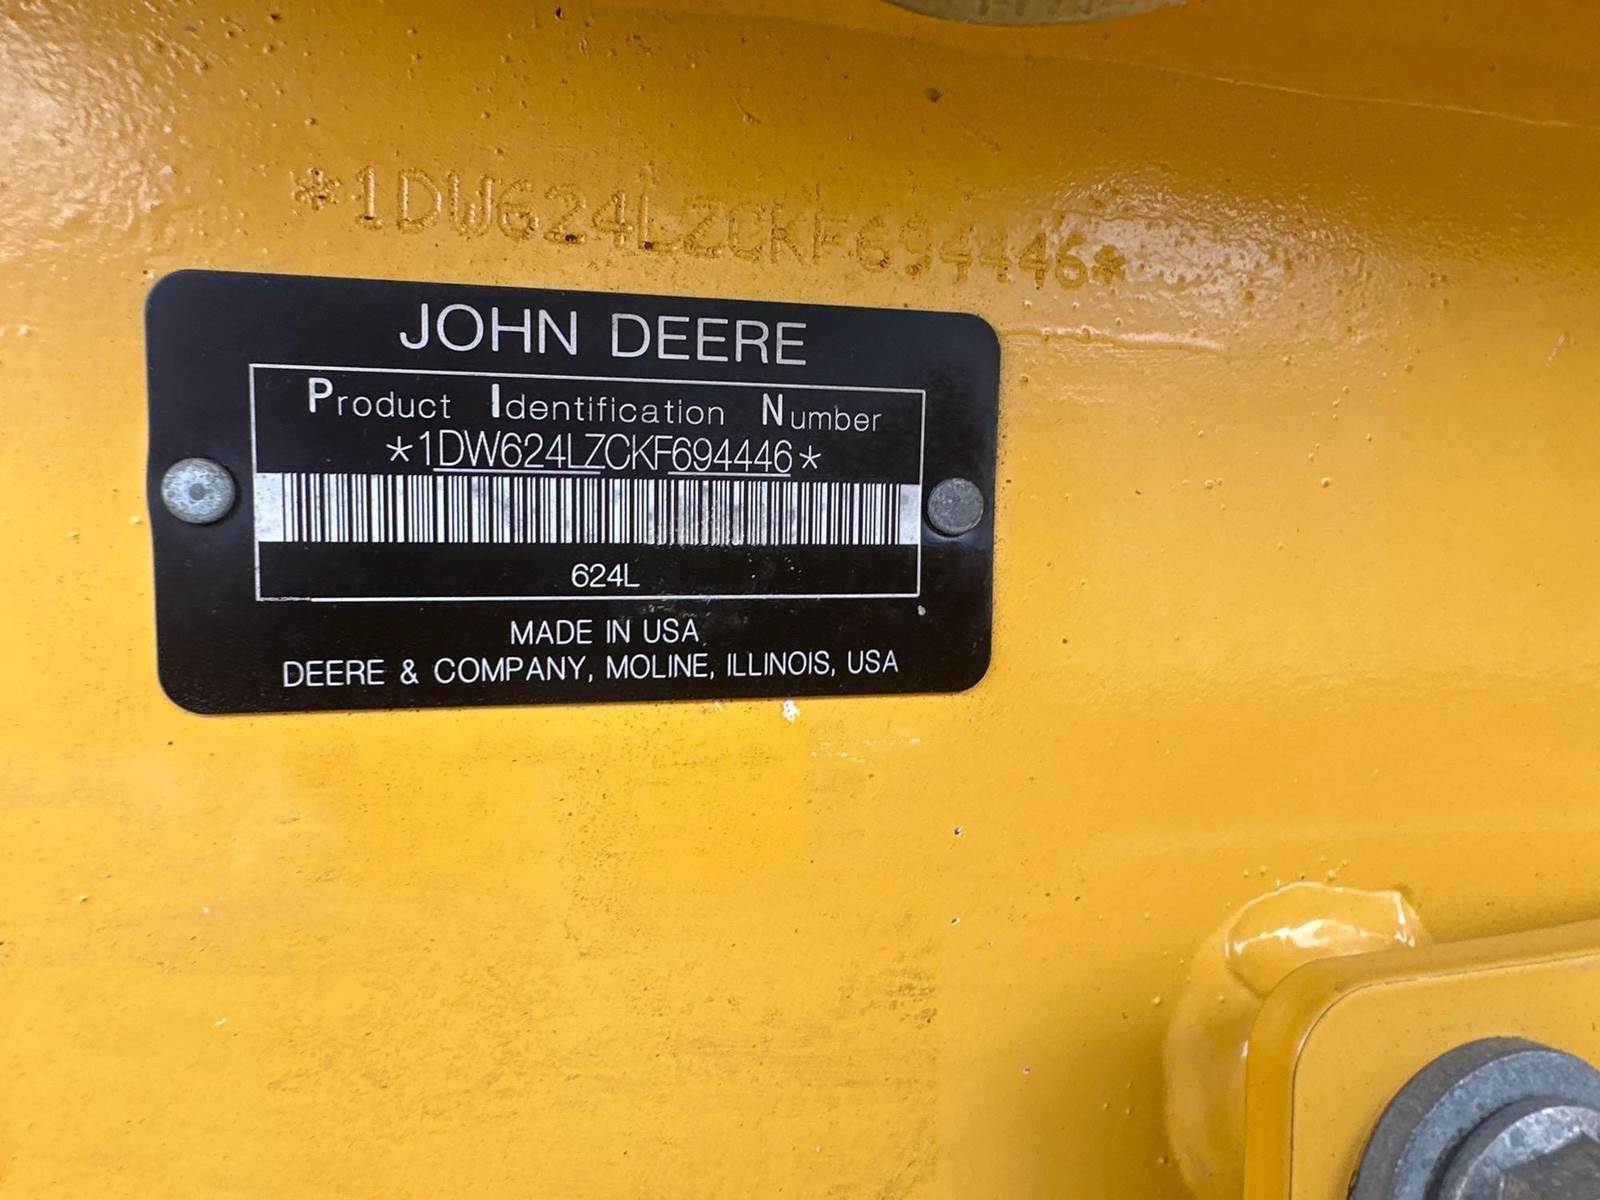 *1DW624LZCKF694446*
JOHN DEERE
Product Identification Number
*1DW624LZCKF694446*
624L
MADE IN USA
DEERE & COMPANY, MOLINE, ILLINOIS, USA